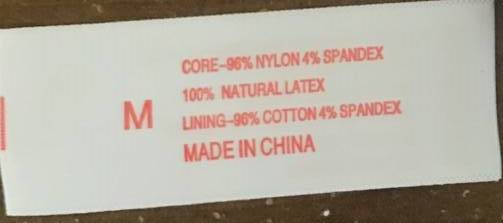 CORE-96% NYLON 4% SPANDEX
100% NATURAL LATEX
M
LINING-96% COTTON 4% SPANDEX
MADE IN CHINA